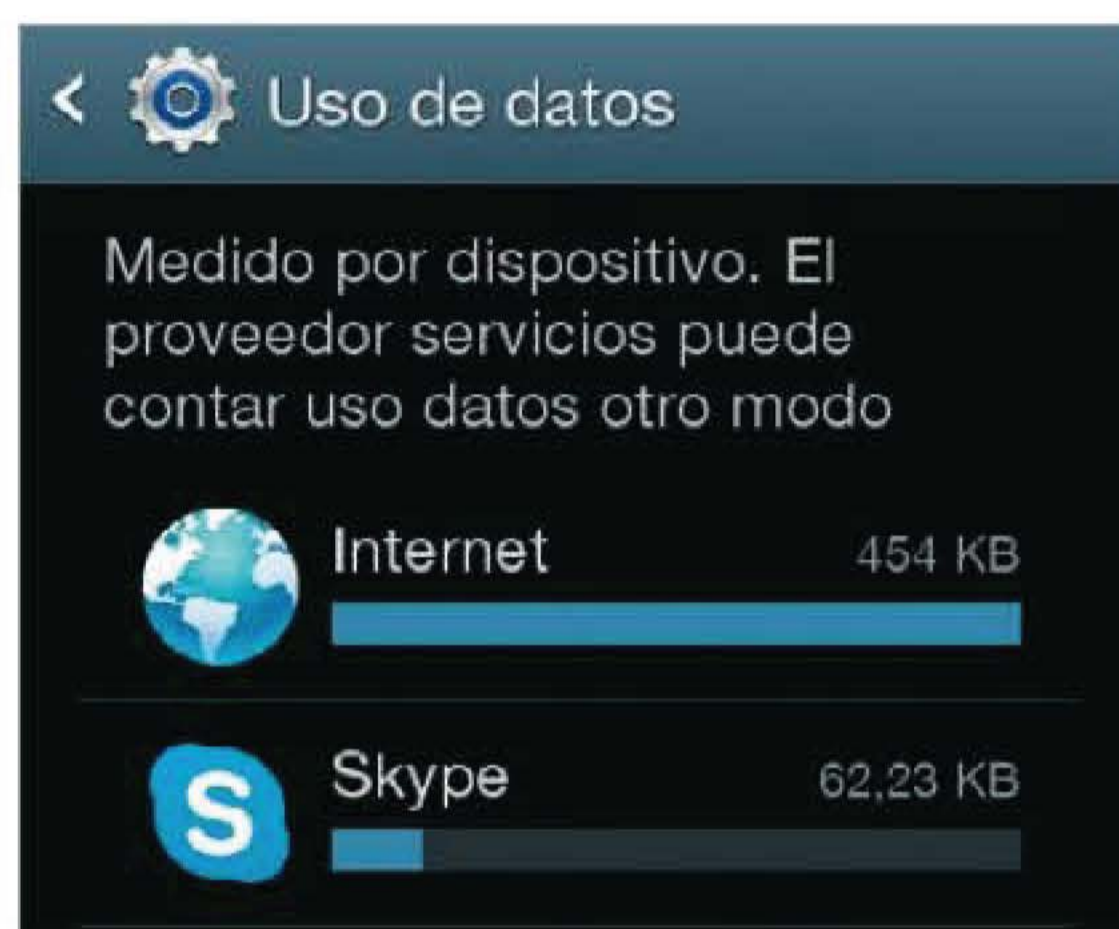 Uso de datos
Medido por dispositivo. El
proveedor servicios puede
contar uso datos otro modo
Internet 454 KB
Skype 62,23 KB